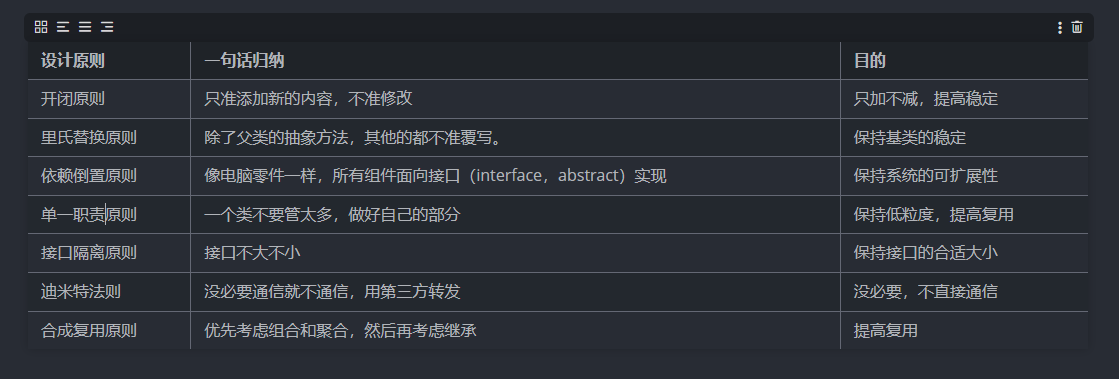 设计原则 一句话归纳 目的
开闭原则 只准添加新的内容，不准修改 只加不减，提高稳定
里氏替换原则 除了父类的抽象方法，其他的都不准覆写。 保持基类的稳定
依赖倒置原则 像电脑零件一样，所有组件面向接口（interface，abstract）实现 保持系统的可扩展性
单一职责原则 一个类不要管太多，做好自己的部分 保持低粒度，提高复用
接口隔离原则 接口不大不小 保持接口的合适大小
迪米特法则 没必要通信就不通信，用第三方转发 没必要，不直接通信
合成复用原则 优先考虑组合和聚合，然后再考虑继承 提高复用